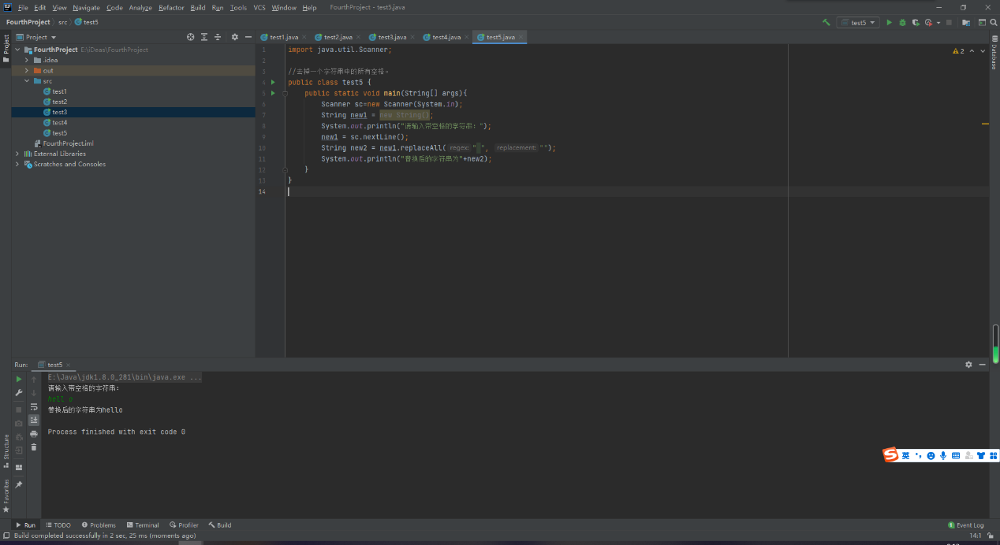 File Edit View Navigate Code Analyze Refactor Build Run Tools VCS Window Help FourthProject - test5.java
FourthProject src test5 test5
Project test1.java test2.java test3.java test4.java test5.java
Project
Database
FourthProject E:\iDeas\FourthProject
.idea
out
src
test1
test2
test3
test4
test5
FourthProject.iml
External Libraries
Scratches and Consoles
2
1 import java.util.Scanner;
2
3 //去掉一个字符串中的所有空格。
4 public class test5 {
5 public static void main(String[] args){
6 Scanner sc=new Scanner(System.in);
7 String new1 = new String();
8 System.out.println("请输入带空格的字符串：");
9 new1 = sc.nextLine();
10 String new2 = new1.replaceAll( regex: " ", replacement: "");
11 System.out.println("替换后的字符串为"+new2);
12 }
13 }
14
Run: test5
E:\Java\jdk1.8.0_281\bin\java.exe ...
请输入带空格的字符串：
hell o
替换后的字符串为hello
Process finished with exit code 0
Structure
Favorites
S 英
Run TODO Problems Terminal Profiler Build 1 Event Log
Build completed successfully in 2 sec, 25 ms (moments ago) 14:1